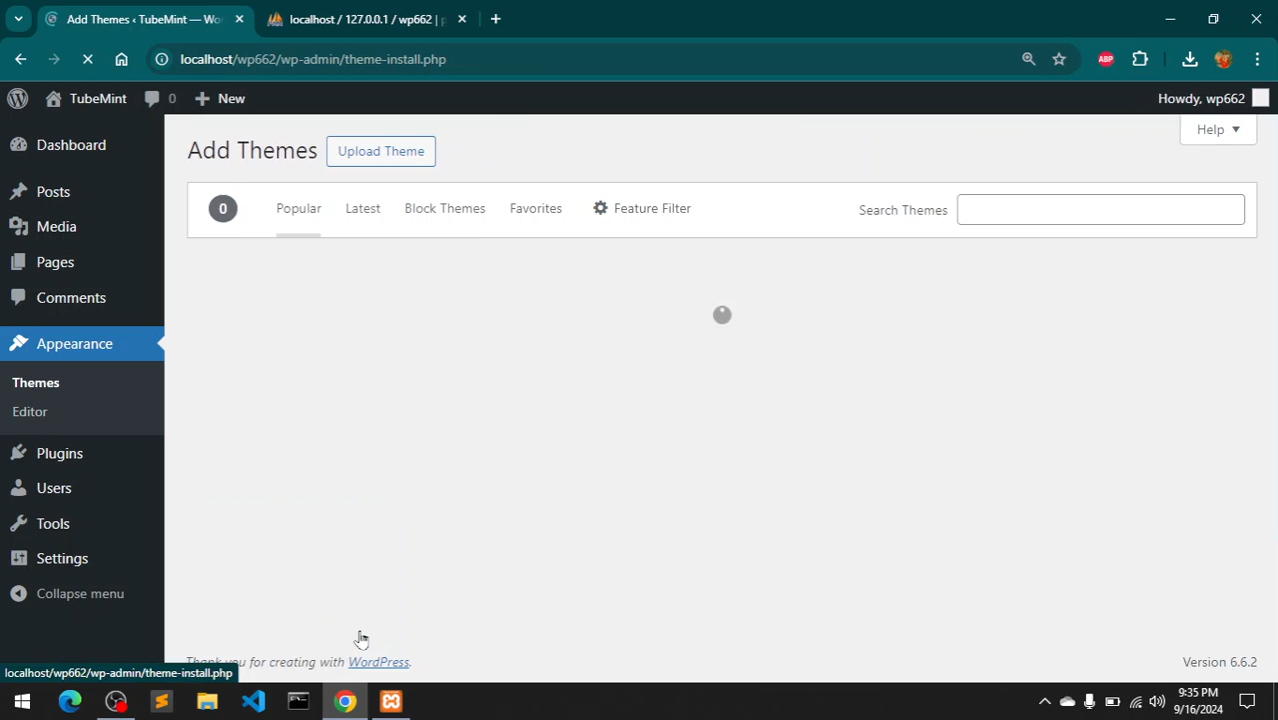 Add Themes ‹ TubeMint — Wo
localhost / 127.0.0.1 / wp662 | p
localhost/wp662/wp-admin/theme-install.php
ABP
TubeMint
0
New
Howdy, wp662
Dashboard
Posts
Media
Pages
Comments
Appearance
Themes
Editor
Plugins
Users
Tools
Settings
Collapse menu
Add Themes
Upload Theme
Help
0
Popular
Latest
Block Themes
Favorites
Feature Filter
Search Themes
Thank you for creating with WordPress.
Version 6.6.2
localhost/wp662/wp-admin/theme-install.php
9:35 PM
9/16/2024